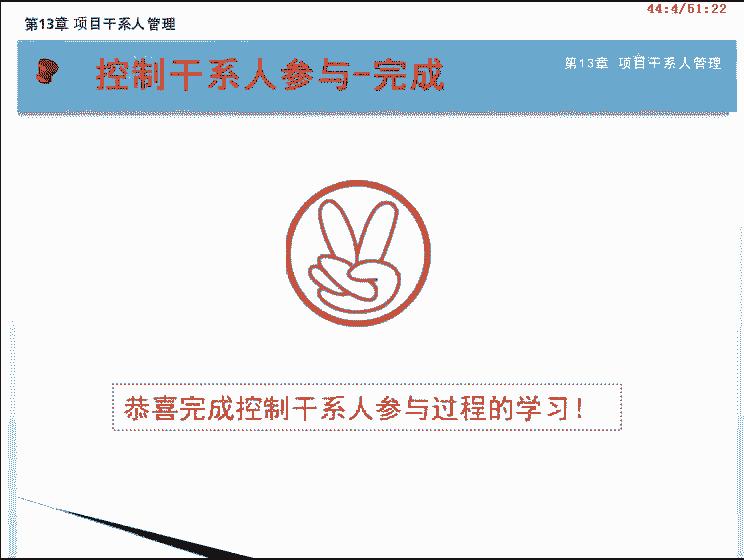 44:4/51:22
第13章 项目干系人管理
控制干系人参与-完成
第13章 项目干系人管理
恭喜完成控制干系人参与过程的学习！